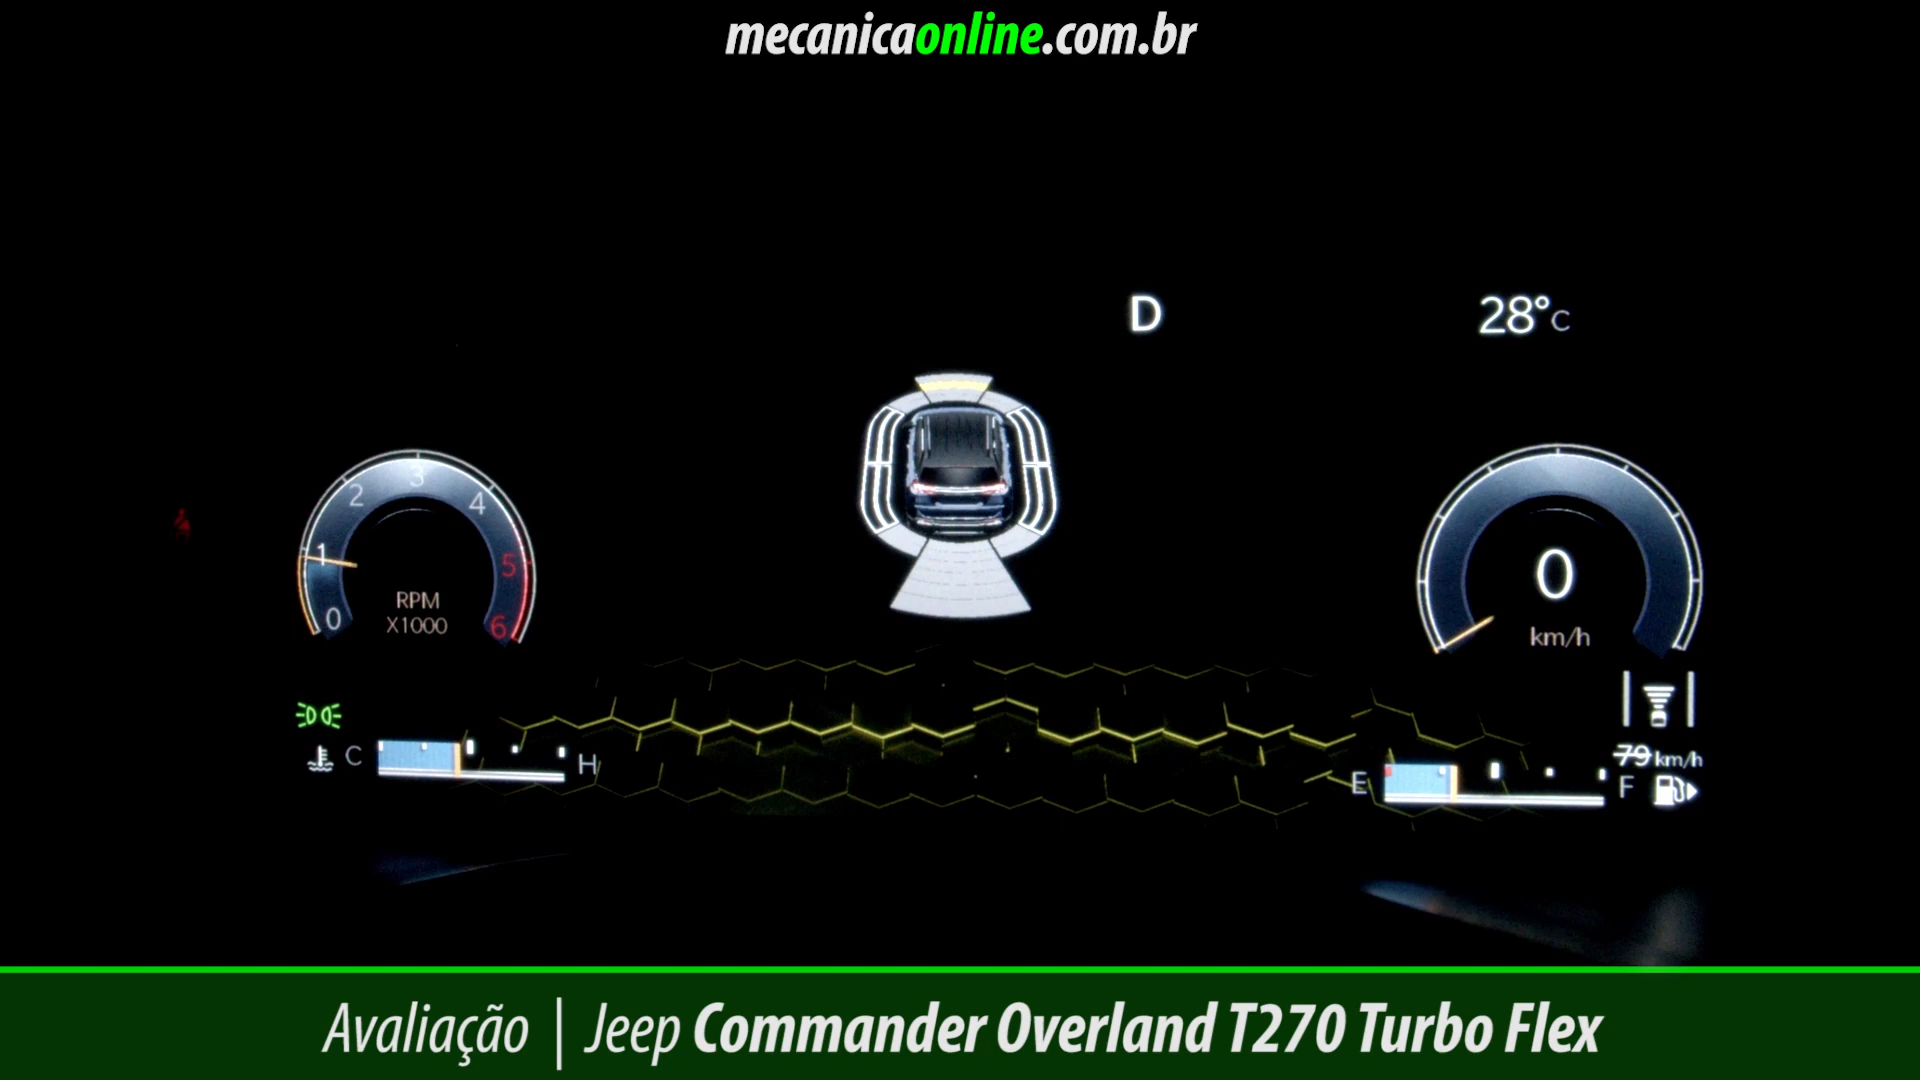 mecanicaonline.com.br
D
28°C
0 1 2 3 4 5 6
RPM
X1000
0
km/h
C H
79 km/h
E F
Avaliação | Jeep Commander Overland T270 Turbo Flex